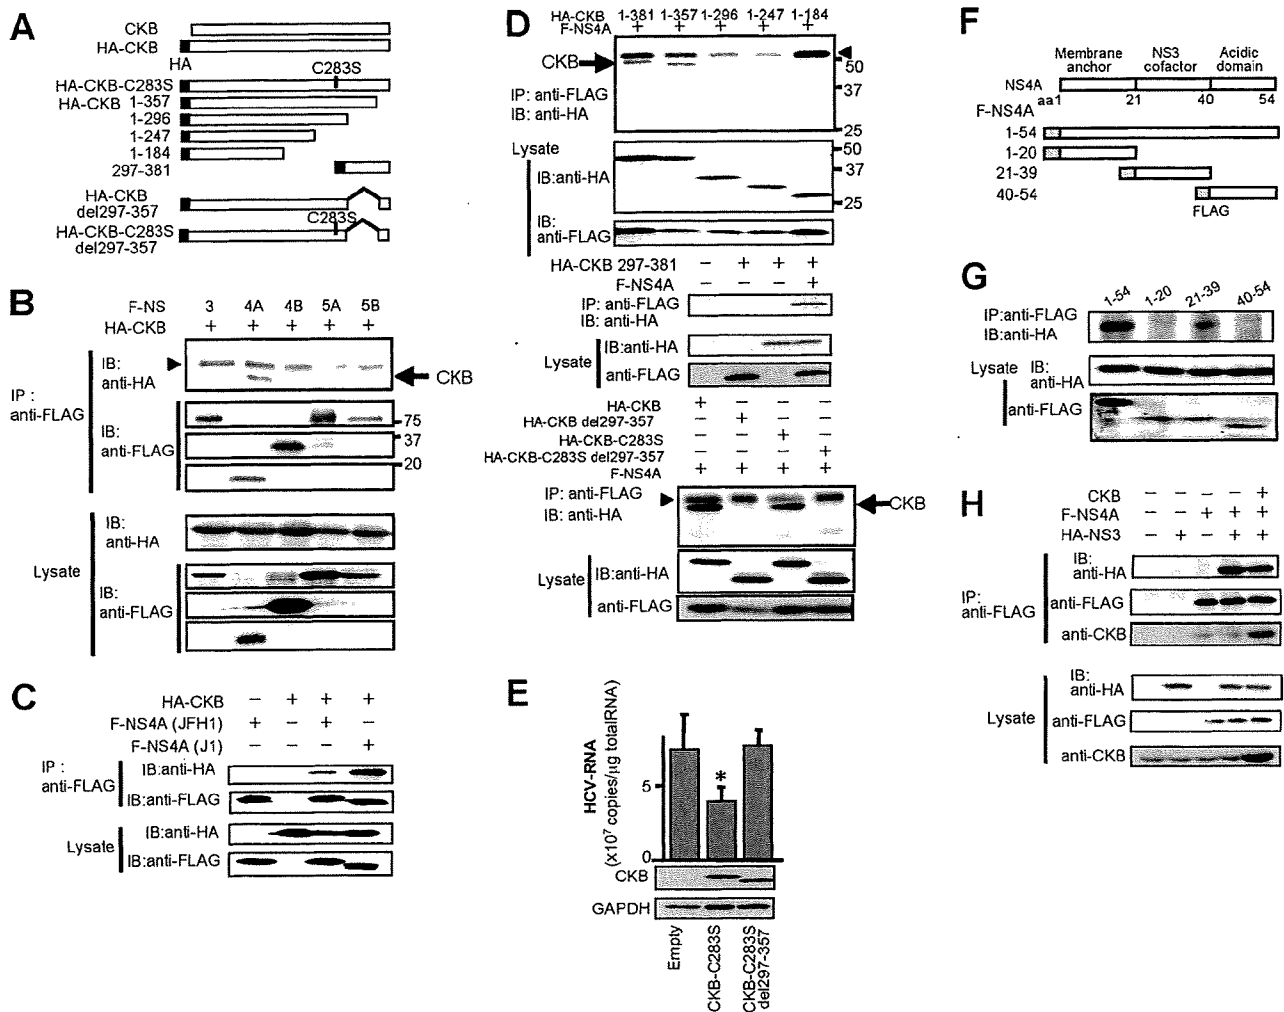 A
CKB
HA-CKB
HA
C283S
HA-CKB-C283S
HA-CKB 1-357
1-296
1-247
1-184
297-381
HA-CKB
del297-357
C283S
HA-CKB-C283S
del297-357
B
F-NS 3 4A 4B 5A 5B
HA-CKB + + + + +
IP :
anti-FLAG
IB:
anti-HA
CKB
IB:
anti-FLAG
75
37
20
Lysate
IB:
anti-HA
IB:
anti-FLAG
C
HA-CKB − + + +
F-NS4A (JFH1) + − + −
F-NS4A (J1) − − − +
IP :
anti-FLAG
IB:anti-HA
IB:anti-FLAG
Lysate
IB:anti-HA
IB:anti-FLAG
D
HA-CKB 1-381 1-357 1-296 1-247 1-184
F-NS4A + + + + +
CKB
IP: anti-FLAG
IB: anti-HA
50
37
25
Lysate
IB:anti-HA
50
37
25
IB:
anti-FLAG
HA-CKB 297-381 − + + +
F-NS4A − − − +
IP: anti-FLAG
IB: anti-HA
Lysate
IB:anti-HA
anti-FLAG
HA-CKB + − − −
HA-CKB del297-357 − + − −
HA-CKB-C283S − − + −
HA-CKB-C283S del297-357 − − − +
F-NS4A + + + +
IP: anti-FLAG
IB: anti-HA
CKB
Lysate
IB:anti-HA
anti-FLAG
E
HCV-RNA
(x10⁷ copies/µg totalRNA)
5
0
*
CKB
GAPDH
Empty
CKB-C283S
CKB-C283S
del297-357
F
Membrane
anchor
NS3
cofactor
Acidic
domain
NS4A
aa1 21 40 54
F-NS4A
1-54
1-20
21-39
40-54
FLAG
G
1-54 1-20 21-39 40-54
IP:anti-FLAG
IB:anti-HA
Lysate
IB:
anti-HA
anti-FLAG
H
CKB − − − − +
F-NS4A − − + + +
HA-NS3 − + − + +
IP:
anti-FLAG
IB:
anti-HA
anti-FLAG
anti-CKB
Lysate
IB:
anti-HA
anti-FLAG
anti-CKB